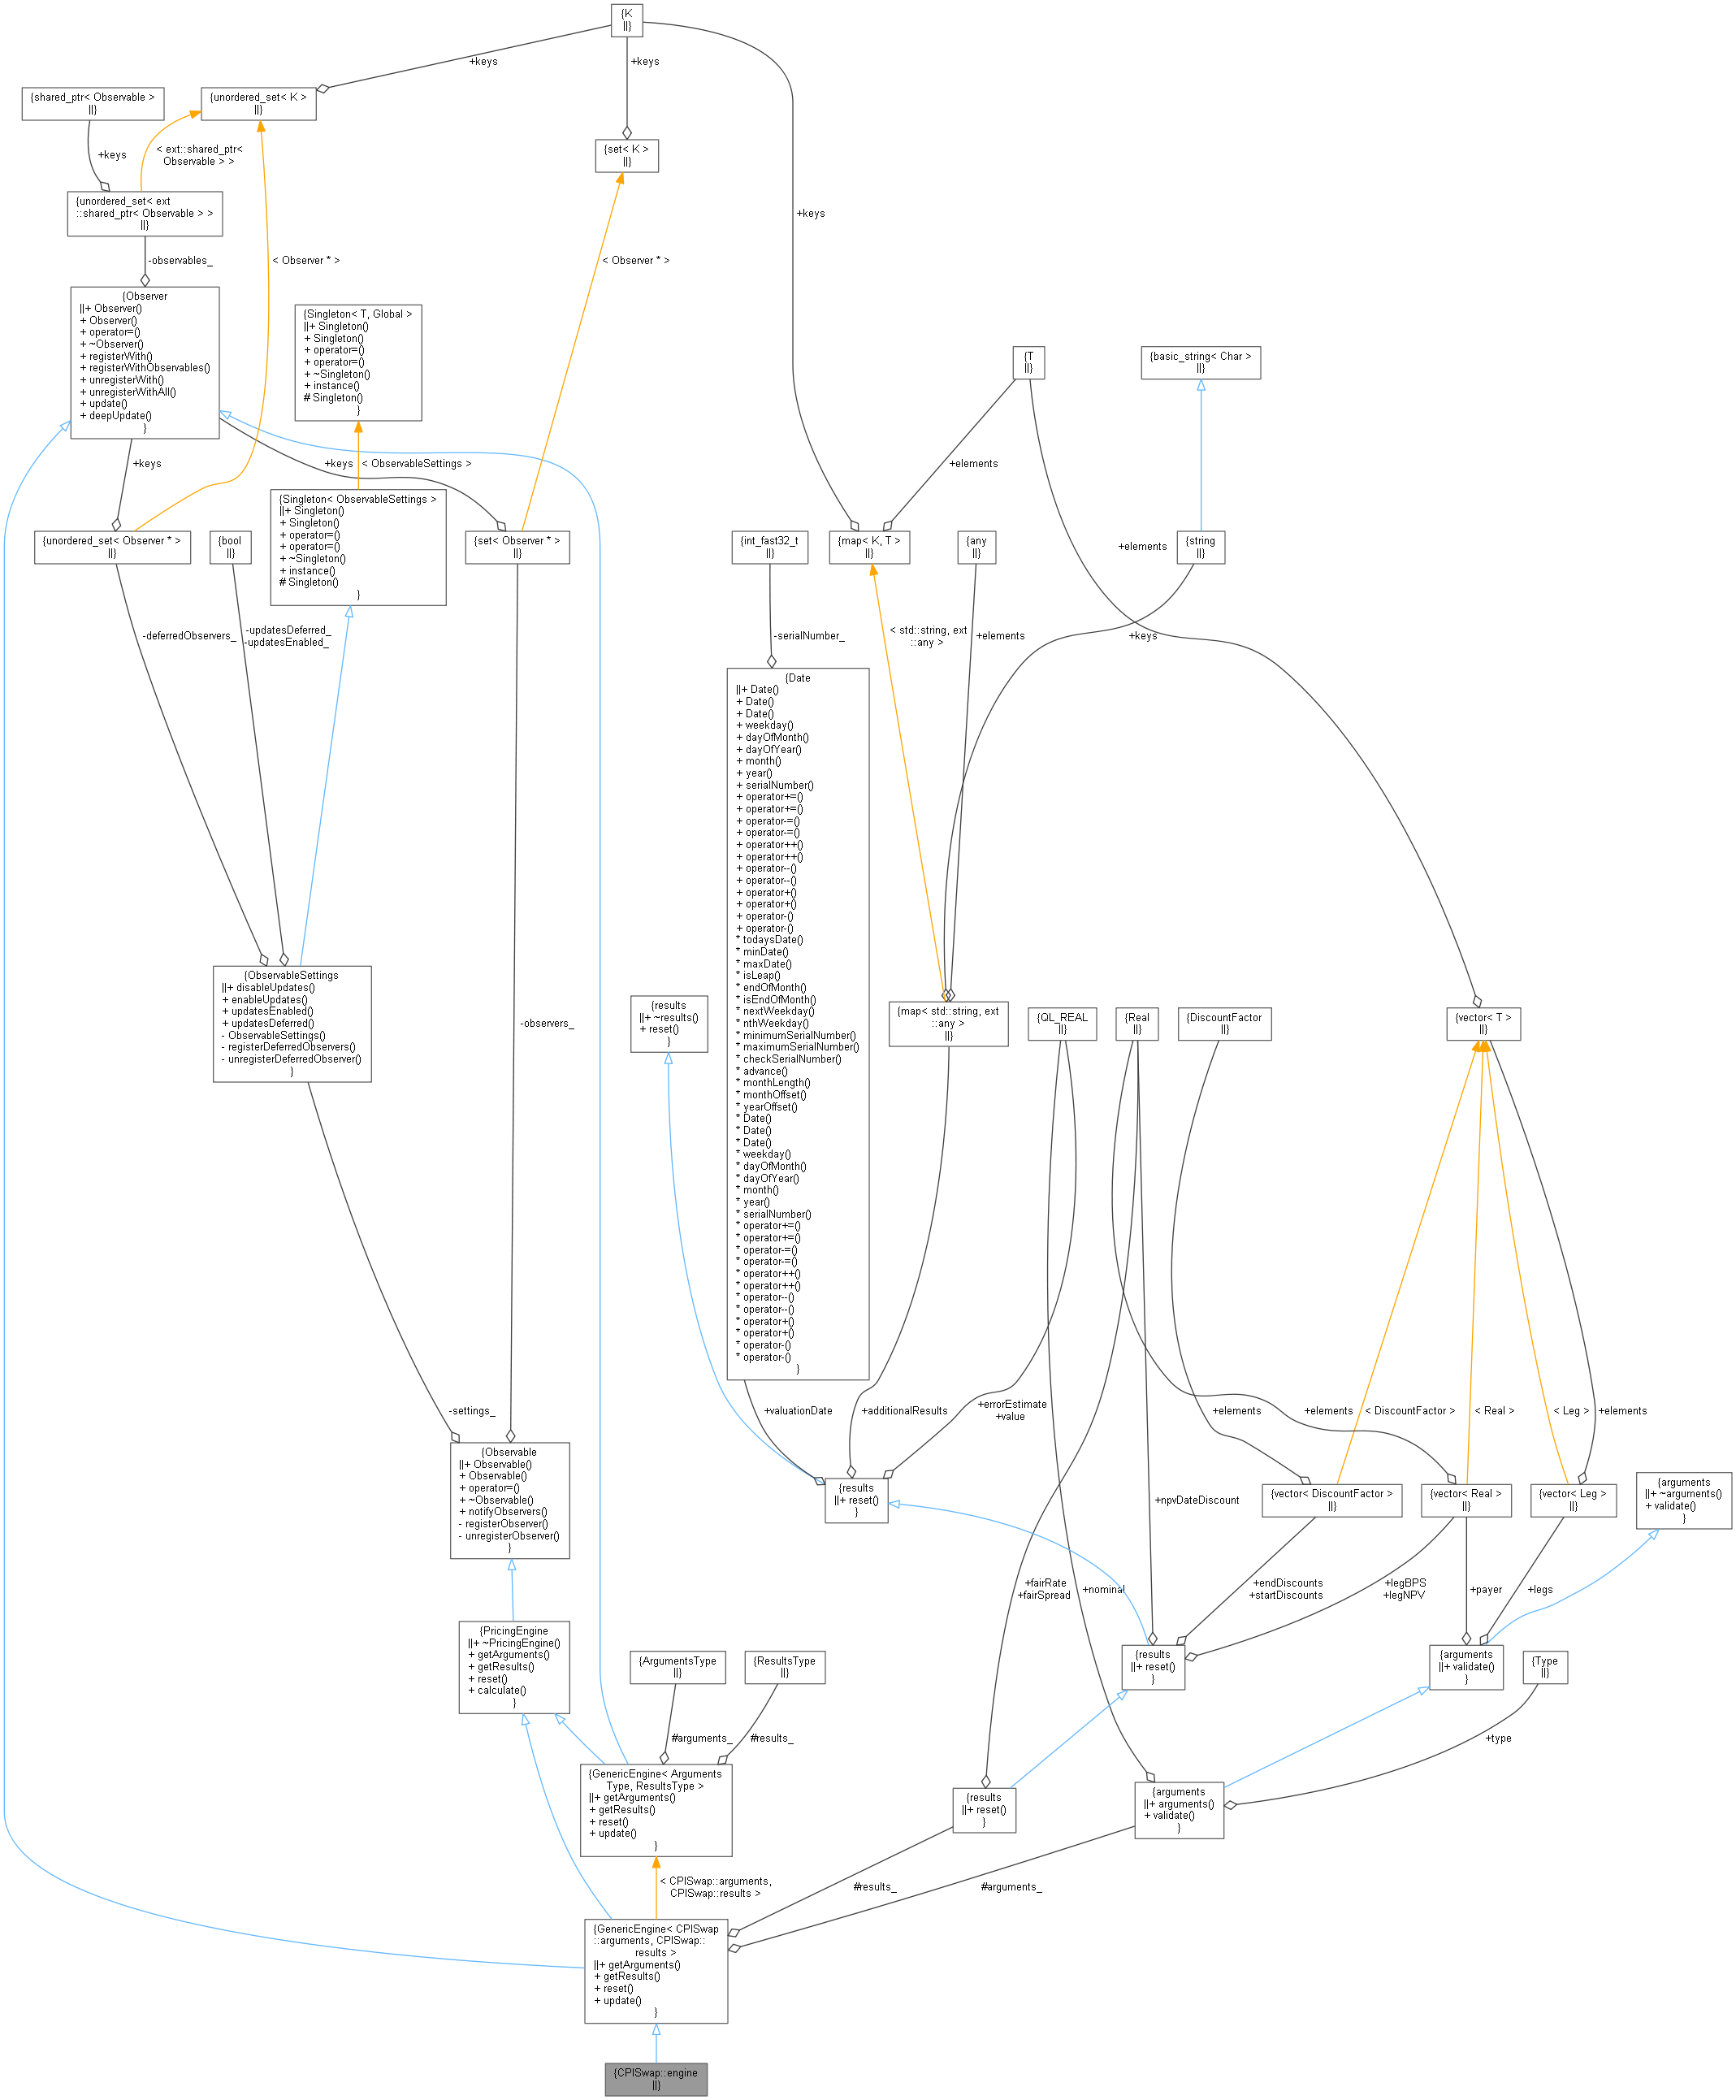 {K
||}
+keys
+keys
{shared_ptr< Observable >
||}
{unordered_set< K >
||}
+keys
< ext::shared_ptr<
Observable > >
{set< K >
||}
{unordered_set< ext
::shared_ptr< Observable > >
||}
+keys
-observables_
< Observer * >
< Observer * >
{Observer
||+ Observer()
+ Observer()
+ operator=()
+ ~Observer()
+ registerWith()
+ registerWithObservables()
+ unregisterWith()
+ unregisterWithAll()
+ update()
+ deepUpdate()
}
{Singleton< T, Global >
||+ Singleton()
+ Singleton()
+ operator=()
+ operator=()
+ ~Singleton()
+ instance()
# Singleton()
}
{T
||}
{basic_string< Char >
||}
+keys
+keys
< ObservableSettings >
+elements
{Singleton< ObservableSettings >
||+ Singleton()
+ Singleton()
+ operator=()
+ operator=()
+ ~Singleton()
+ instance()
# Singleton()
}
{unordered_set< Observer * >
||}
{bool
||}
{set< Observer * >
||}
{int_fast32_t
||}
{map< K, T >
||}
{any
||}
+elements
{string
||}
-deferredObservers_
-updatesDeferred_
-updatesEnabled_
-serialNumber_
< std::string, ext
::any >
+elements
+keys
{Date
||+ Date()
+ Date()
+ Date()
+ weekday()
+ dayOfMonth()
+ dayOfYear()
+ month()
+ year()
+ serialNumber()
+ operator+=()
+ operator+=()
+ operator-=()
+ operator-=()
+ operator++()
+ operator++()
+ operator--()
+ operator--()
+ operator+()
+ operator+()
+ operator-()
+ operator-()
* todaysDate()
* minDate()
* maxDate()
* isLeap()
* endOfMonth()
* isEndOfMonth()
* nextWeekday()
* nthWeekday()
* minimumSerialNumber()
* maximumSerialNumber()
* checkSerialNumber()
* advance()
* monthLength()
* monthOffset()
* yearOffset()
* Date()
* Date()
* Date()
* weekday()
* dayOfMonth()
* dayOfYear()
* month()
* year()
* serialNumber()
* operator+=()
* operator+=()
* operator-=()
* operator-=()
* operator++()
* operator++()
* operator--()
* operator--()
* operator+()
* operator+()
* operator-()
* operator-()
}
{ObservableSettings
||+ disableUpdates()
+ enableUpdates()
+ updatesEnabled()
+ updatesDeferred()
- ObservableSettings()
- registerDeferredObservers()
- unregisterDeferredObserver()
}
-observers_
{results
||+ ~results()
+ reset()
}
{map< std::string, ext
::any >
||}
{QL_REAL
||}
{Real
||}
{DiscountFactor
||}
{vector< T >
||}
-settings_
+valuationDate
+additionalResults
+errorEstimate
+value
+elements
+elements
< DiscountFactor >
< Real >
< Leg >
+elements
{Observable
||+ Observable()
+ Observable()
+ operator=()
+ ~Observable()
+ notifyObservers()
- registerObserver()
- unregisterObserver()
}
{results
||+ reset()
}
+npvDateDiscount
{vector< DiscountFactor >
||}
{vector< Real >
||}
{vector< Leg >
||}
{arguments
||+ ~arguments()
+ validate()
}
+fairRate
+fairSpread
+nominal
+endDiscounts
+startDiscounts
+legBPS
+legNPV
+payer
+legs
{PricingEngine
||+ ~PricingEngine()
+ getArguments()
+ getResults()
+ reset()
+ calculate()
}
{ArgumentsType
||}
{ResultsType
||}
{results
||+ reset()
}
{arguments
||+ validate()
}
{Type
||}
#arguments_
#results_
+type
{GenericEngine< Arguments
Type, ResultsType >
||+ getArguments()
+ getResults()
+ reset()
+ update()
}
{results
||+ reset()
}
{arguments
||+ arguments()
+ validate()
}
< CPISwap::arguments,
CPISwap::results >
#results_
#arguments_
{GenericEngine< CPISwap
::arguments, CPISwap::
results >
||+ getArguments()
+ getResults()
+ reset()
+ update()
}
{CPISwap::engine
||}